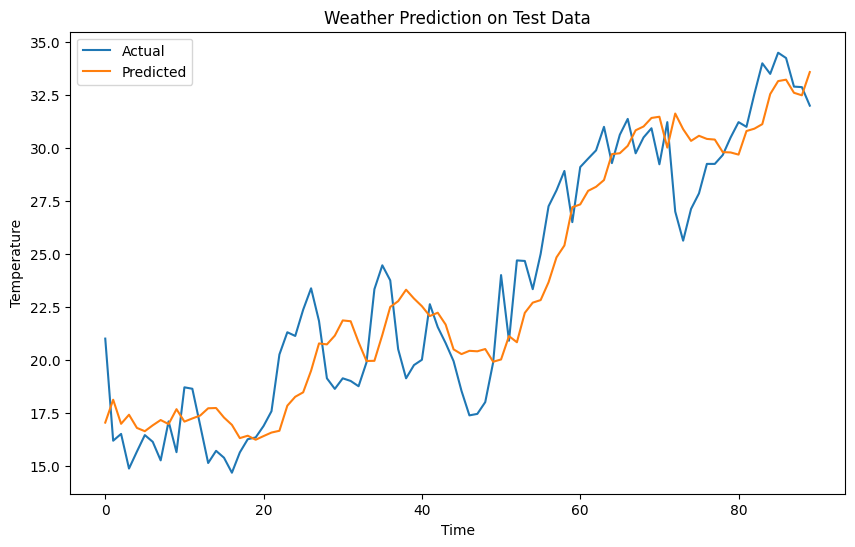 Weather Prediction on Test Data
Actual
Predicted
35.0
32.5
30.0
27.5
25.0
22.5
20.0
17.5
15.0
Temperature
0 20 40 60 80
Time